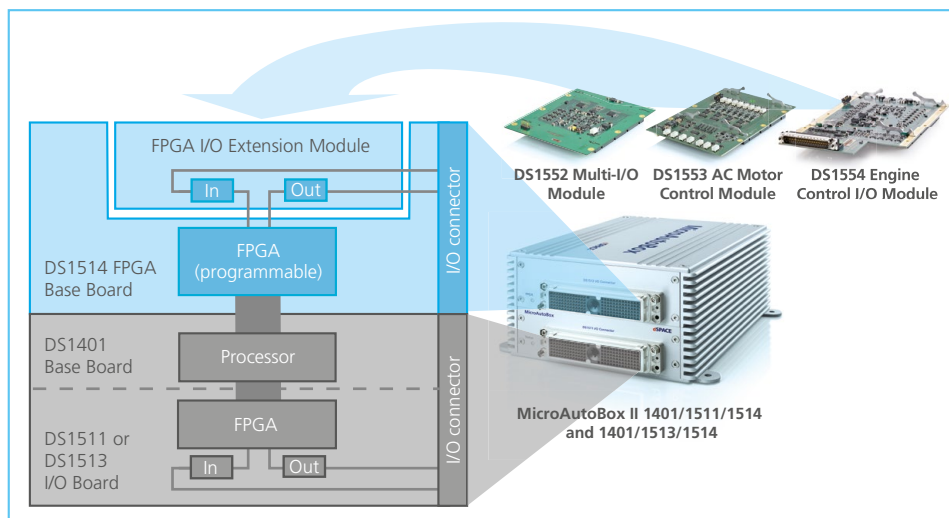 FPGA I/O Extension Module
In
Out
FPGA
(programmable)
DS1514 FPGA
Base Board
I/O connector
DS1401
Base Board
Processor
FPGA
DS1511 or
DS1513
I/O Board
In
Out
I/O connector
DS1552 Multi-I/O
Module
DS1553 AC Motor
Control Module
DS1554 Engine
Control I/O Module
MicroAutoBox
MicroAutoBox
dSPACE
MicroAutoBox II 1401/1511/1514
and 1401/1513/1514